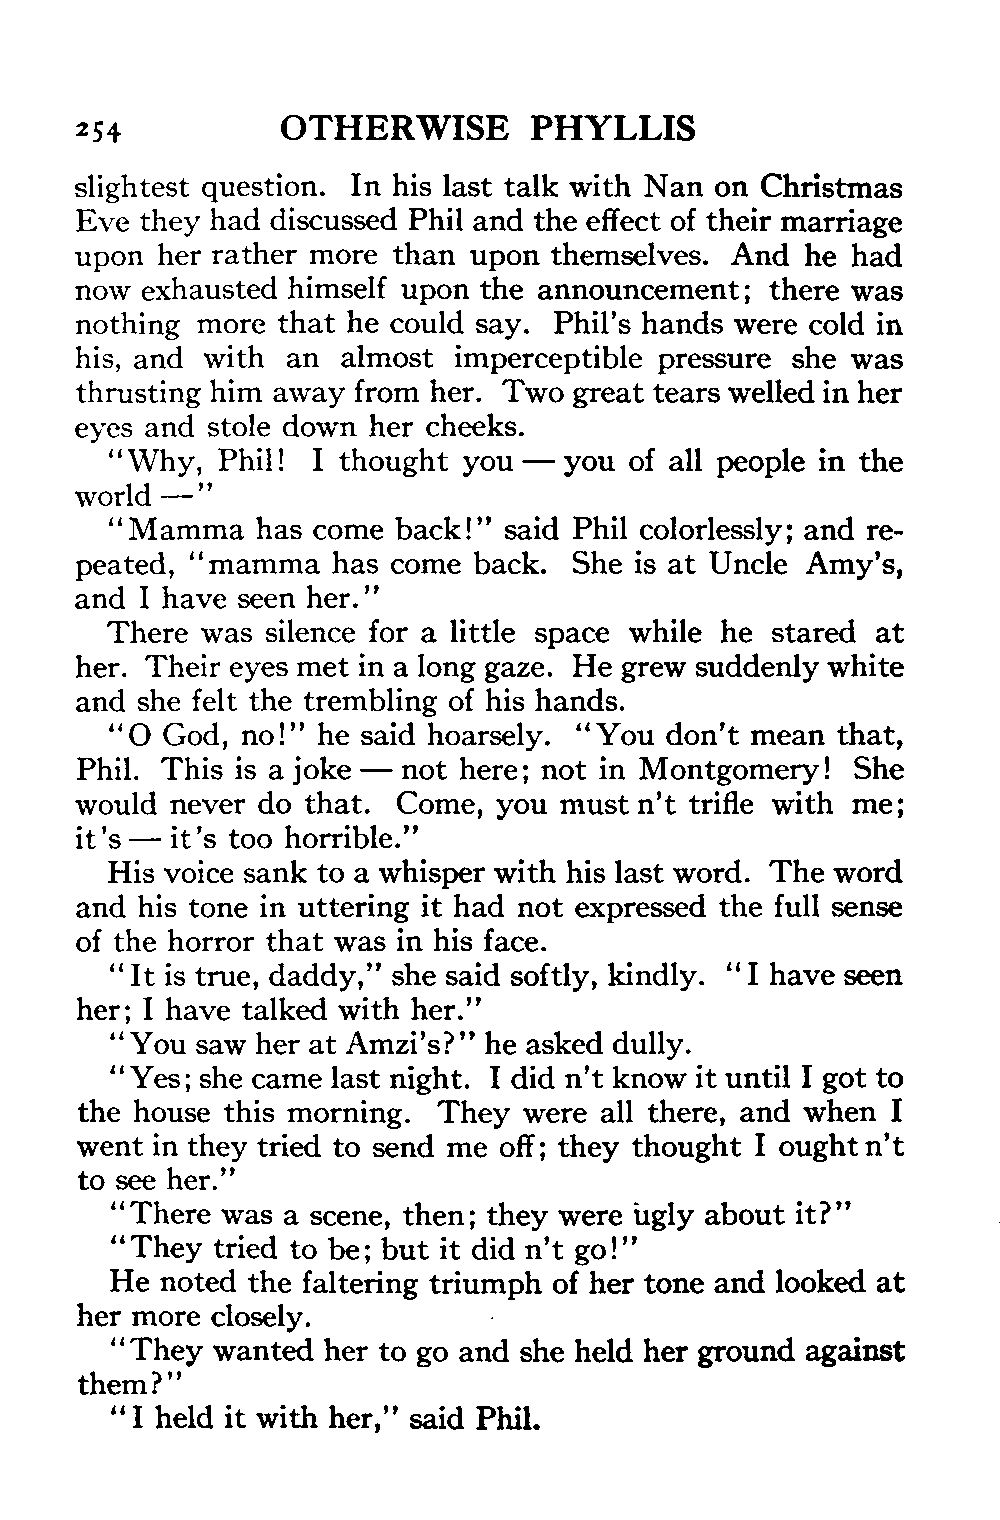 254 OTHERWISE PHYLLIS
slightest question. In his last talk with Nan on Christmas
Eve they had discussed Phil and the effect of their marriage
upon her rather more than upon themselves. And he had
now exhausted himself upon the announcement; there was
nothing more that he could say. Phil's hands were cold in
his, and with an almost imperceptible pressure she was
thrusting him away from her. Two great tears welled in her
eyes and stole down her cheeks.
"Why, Phil! I thought you — you of all people in the
world —"
"Mamma has come back!" said Phil colorlessly; and re-
peated, "mamma has come back. She is at Uncle Amy's,
and I have seen her."
There was silence for a little space while he stared at
her. Their eyes met in a long gaze. He grew suddenly white
and she felt the trembling of his hands.
"O God, no!" he said hoarsely. "You don't mean that,
Phil. This is a joke — not here; not in Montgomery! She
would never do that. Come, you must n't trifle with me;
it 's — it 's too horrible."
His voice sank to a whisper with his last word. The word
and his tone in uttering it had not expressed the full sense
of the horror that was in his face.
"It is true, daddy," she said softly, kindly. "I have seen
her; I have talked with her."
"You saw her at Amzi's?" he asked dully.
"Yes; she came last night. I did n't know it until I got to
the house this morning. They were all there, and when I
went in they tried to send me off; they thought I ought n't
to see her."
"There was a scene, then; they were ugly about it?"
"They tried to be; but it did n't go!"
He noted the faltering triumph of her tone and looked at
her more closely.
"They wanted her to go and she held her ground against
them?"
"I held it with her," said Phil.